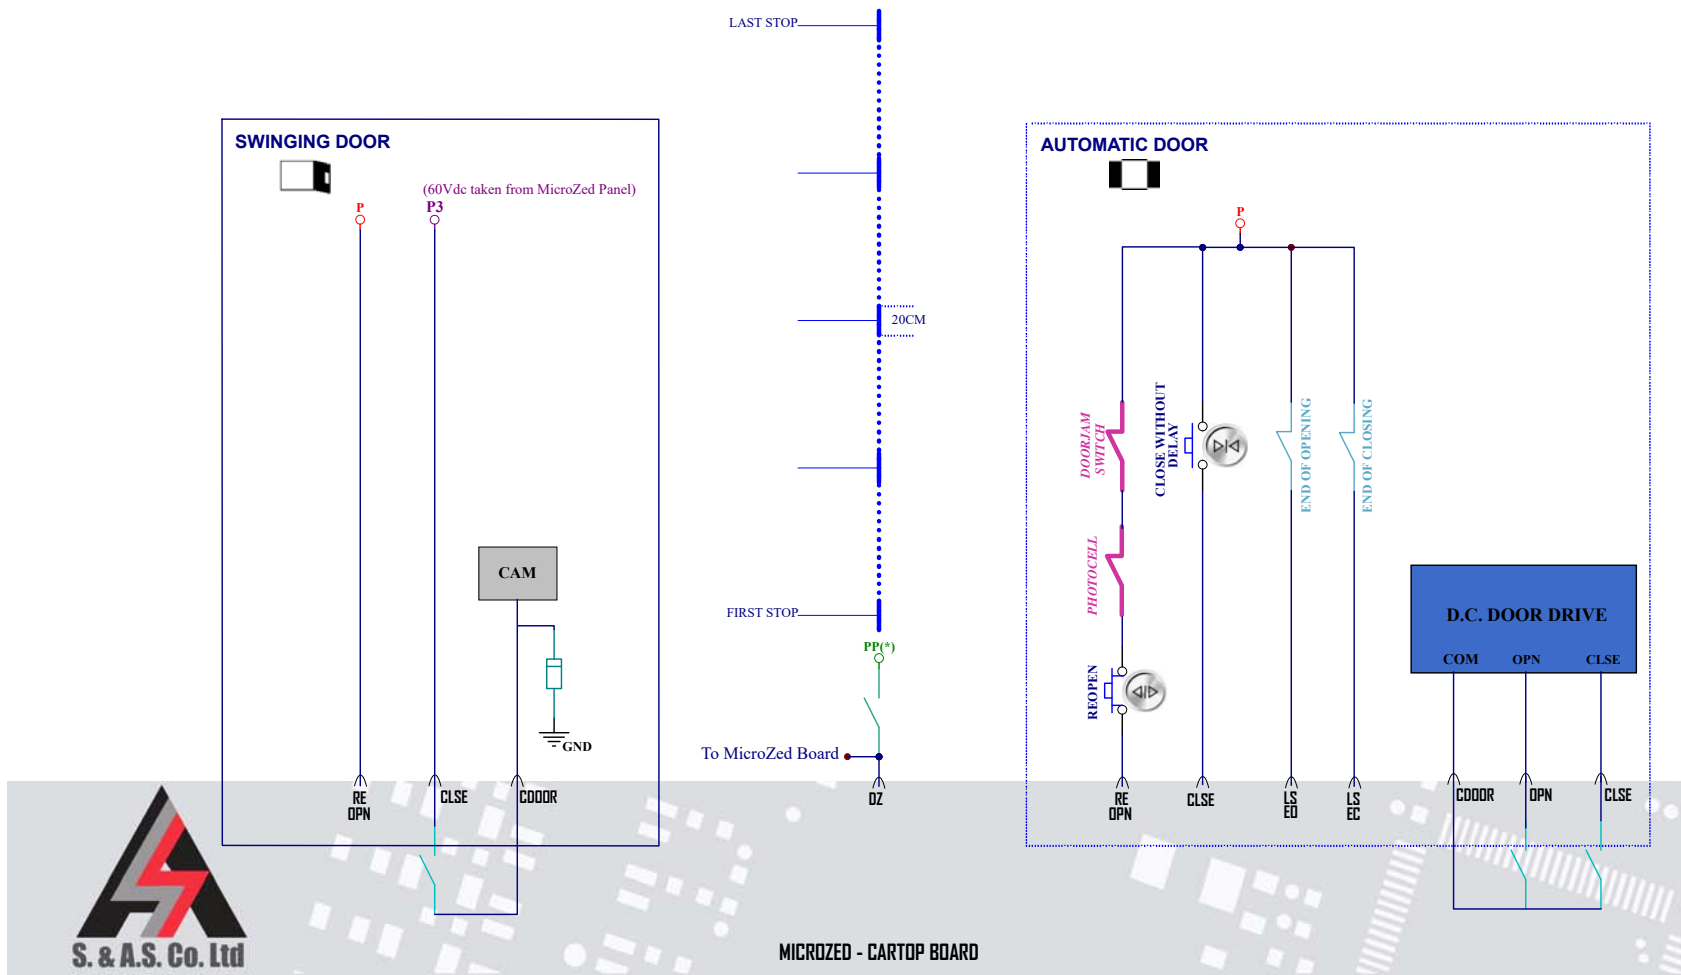 LAST STOP
SWINGING DOOR
(60Vdc taken from MicroZed Panel)
P
P3
CAM
GND
RE
OPN
CLSE
CDOOR
20CM
FIRST STOP
PP(*)
To MicroZed Board
DZ
AUTOMATIC DOOR
P
DOORJAM
SWITCH
CLOSE WITHOUT
DELAY
END OF OPENING
END OF CLOSING
PHOTOCELL
REOPEN
D.C. DOOR DRIVE
COM OPN CLSE
RE
OPN
CLSE
LS
EO
LS
EC
CDOOR
OPN
CLSE
S. & A.S. Co. Ltd
MICROZED - CARTOP BOARD